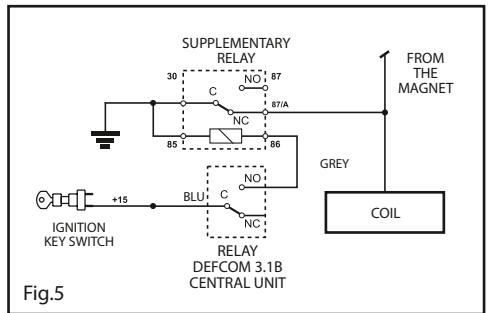 SUPPLEMENTARY
RELAY
30
NO
87
C
87/A
NC
85
86
FROM
THE
MAGNET
GREY
NO
BLU
C
NC
+15
IGNITION
KEY SWITCH
COIL
RELAY
DEFCOM 3.1B
CENTRAL UNIT
Fig.5